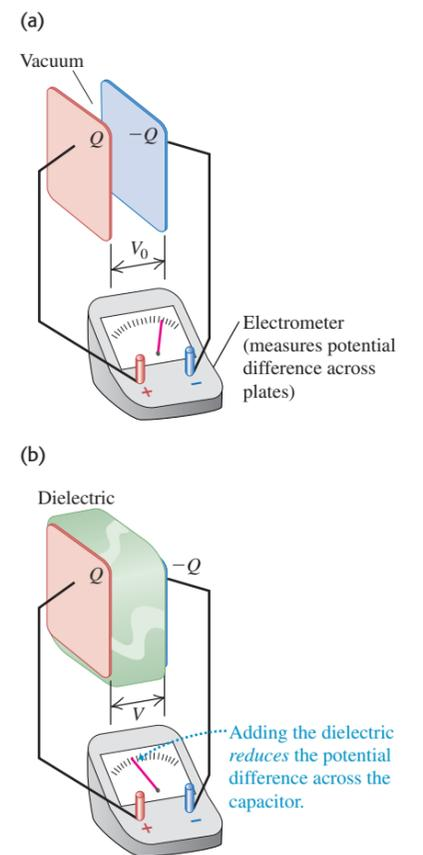 (a)
Vacuum
Q
−Q
V0
Electrometer
(measures potential
difference across
plates)
+
−
(b)
Dielectric
Q
−Q
V
Adding the dielectric
reduces the potential
difference across the
capacitor.
+
−